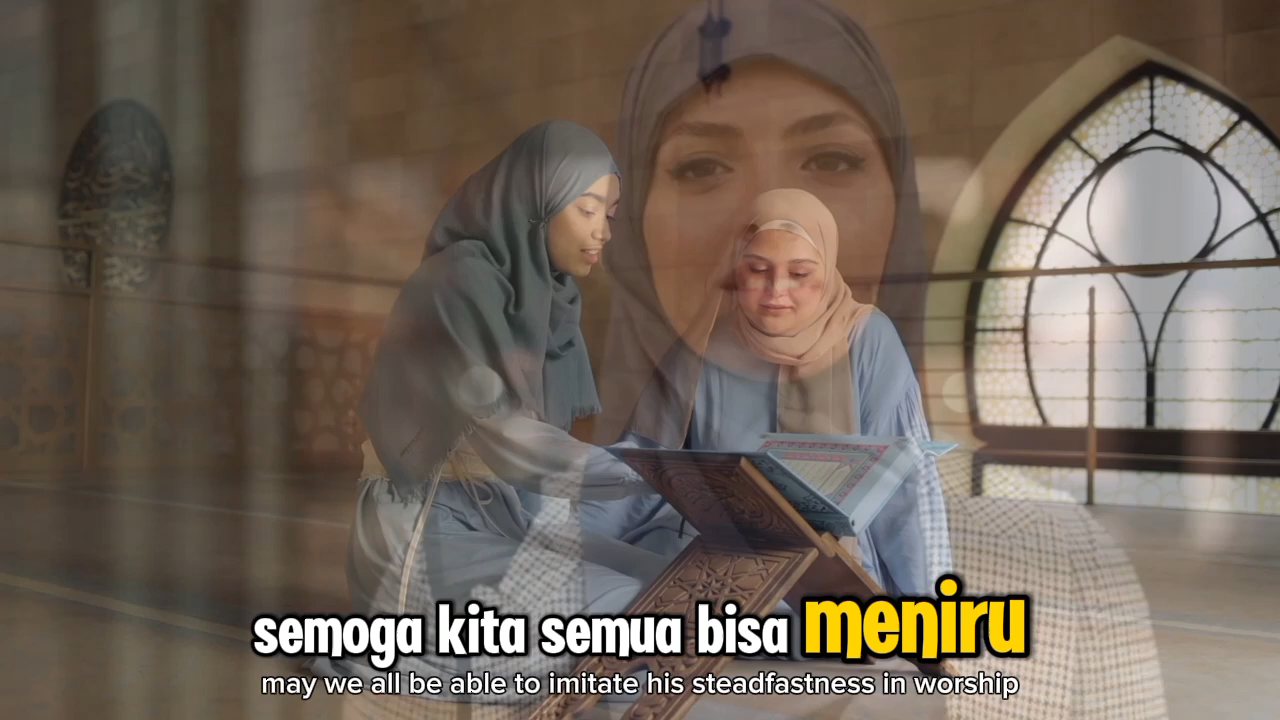 semoga kita semua bisa meniru
may we all be able to imitate his steadfastness in worship